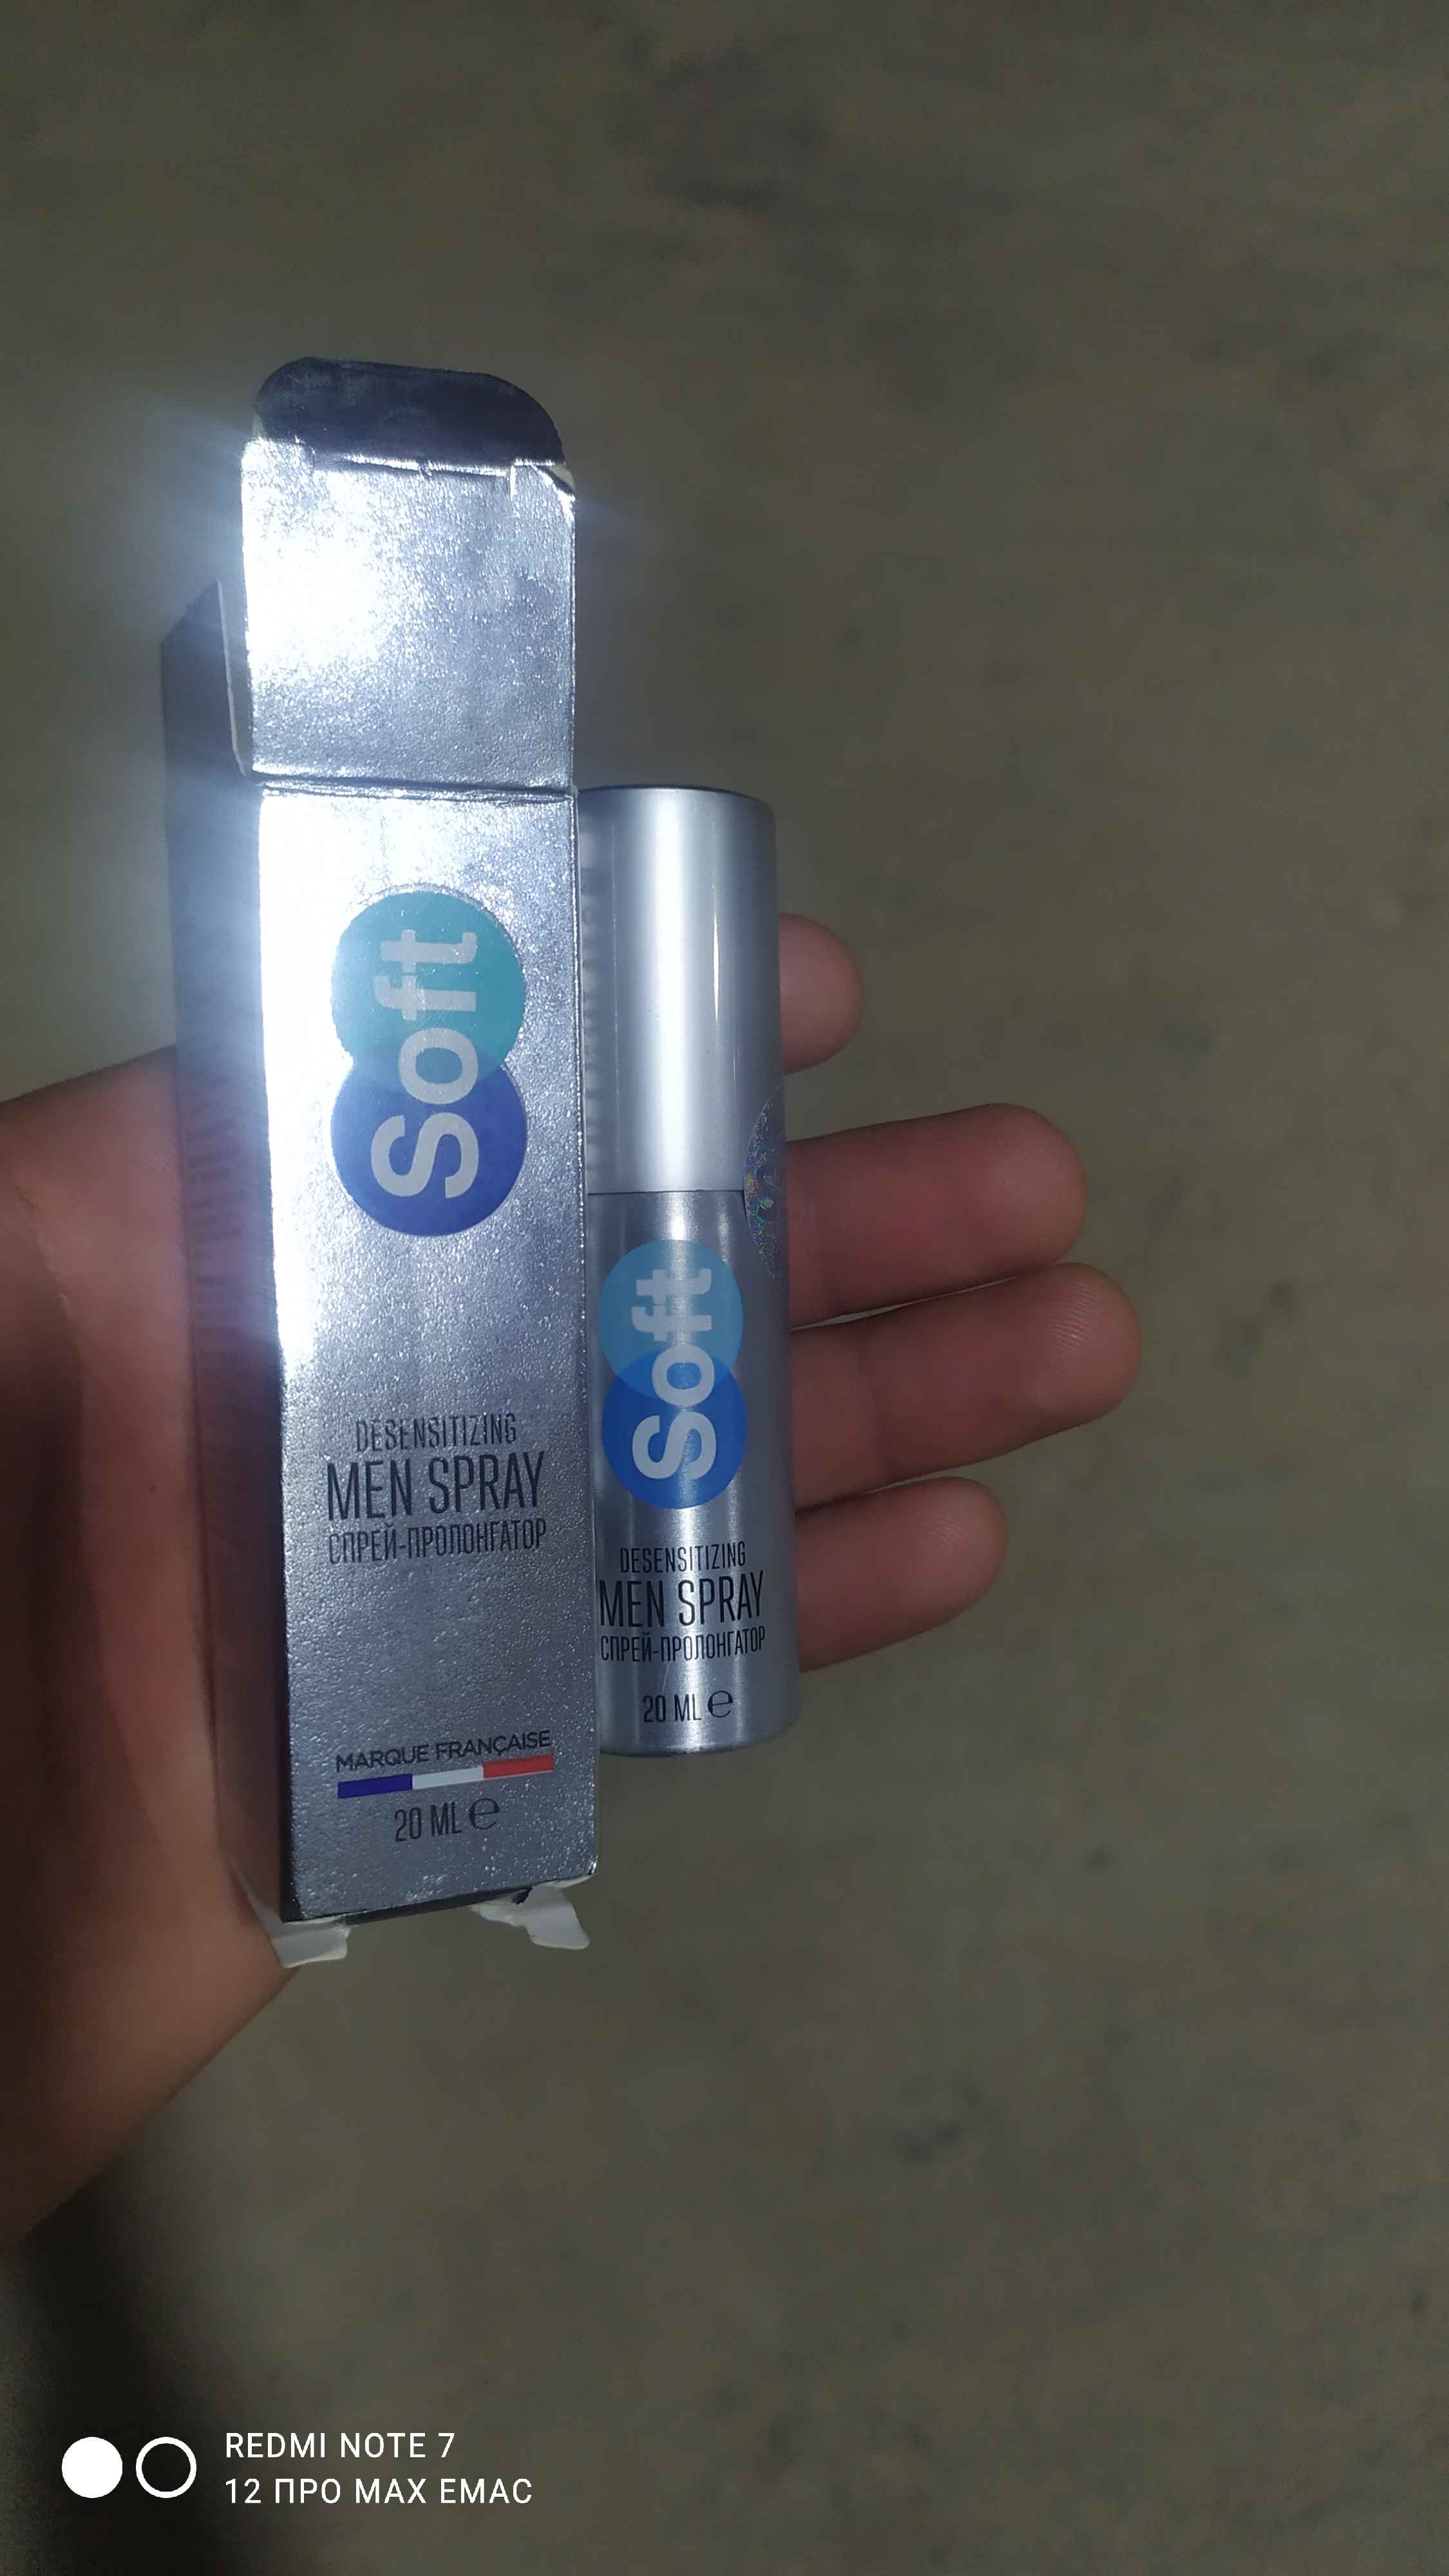 Soft
DESENSITIZING
MEN SPRAY
СПРЕЙ-ПРОЛОНГАТОР
MARQUE FRANÇAISE
20 ML e
Soft
DESENSITIZING
MEN SPRAY
СПРЕЙ-ПРОЛОНГАТОР
20 ML e
REDMI NOTE 7
12 ПРО MAX EMAC